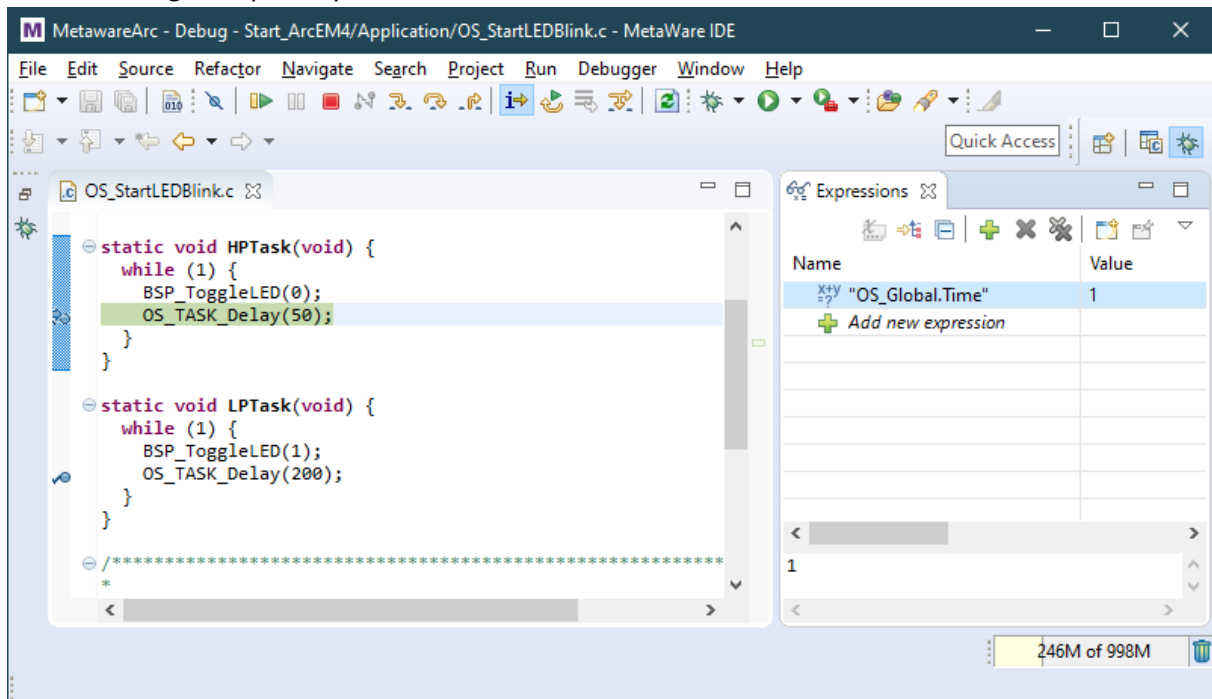 MetawareArc - Debug - Start_ArcEM4/Application/OS_StartLEDBlink.c - MetaWare IDE
File Edit Source Refactor Navigate Search Project Run Debugger Window Help
Quick Access
OS_StartLEDBlink.c
static void HPTask(void) {
while (1) {
BSP_ToggleLED(0);
OS_TASK_Delay(50);
}
}
static void LPTask(void) {
while (1) {
BSP_ToggleLED(1);
OS_TASK_Delay(200);
}
}
/**********************************************************
*
Expressions
Name Value
"OS_Global.Time" 1
Add new expression
1
246M of 998M